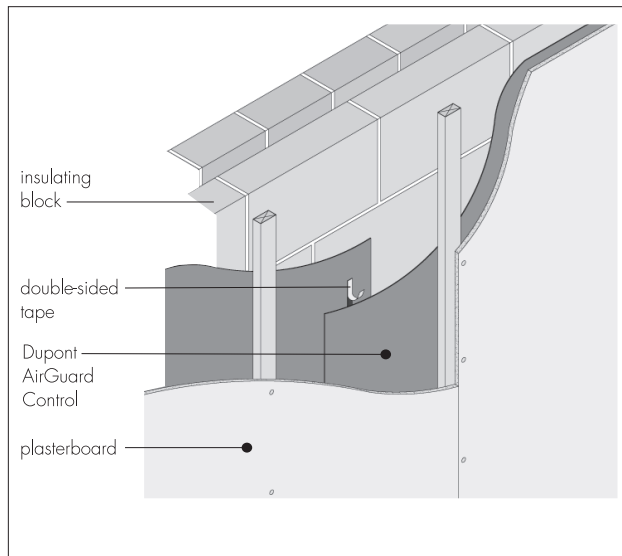 insulating
block
double-sided
tape
Dupont
AirGuard
Control
plasterboard